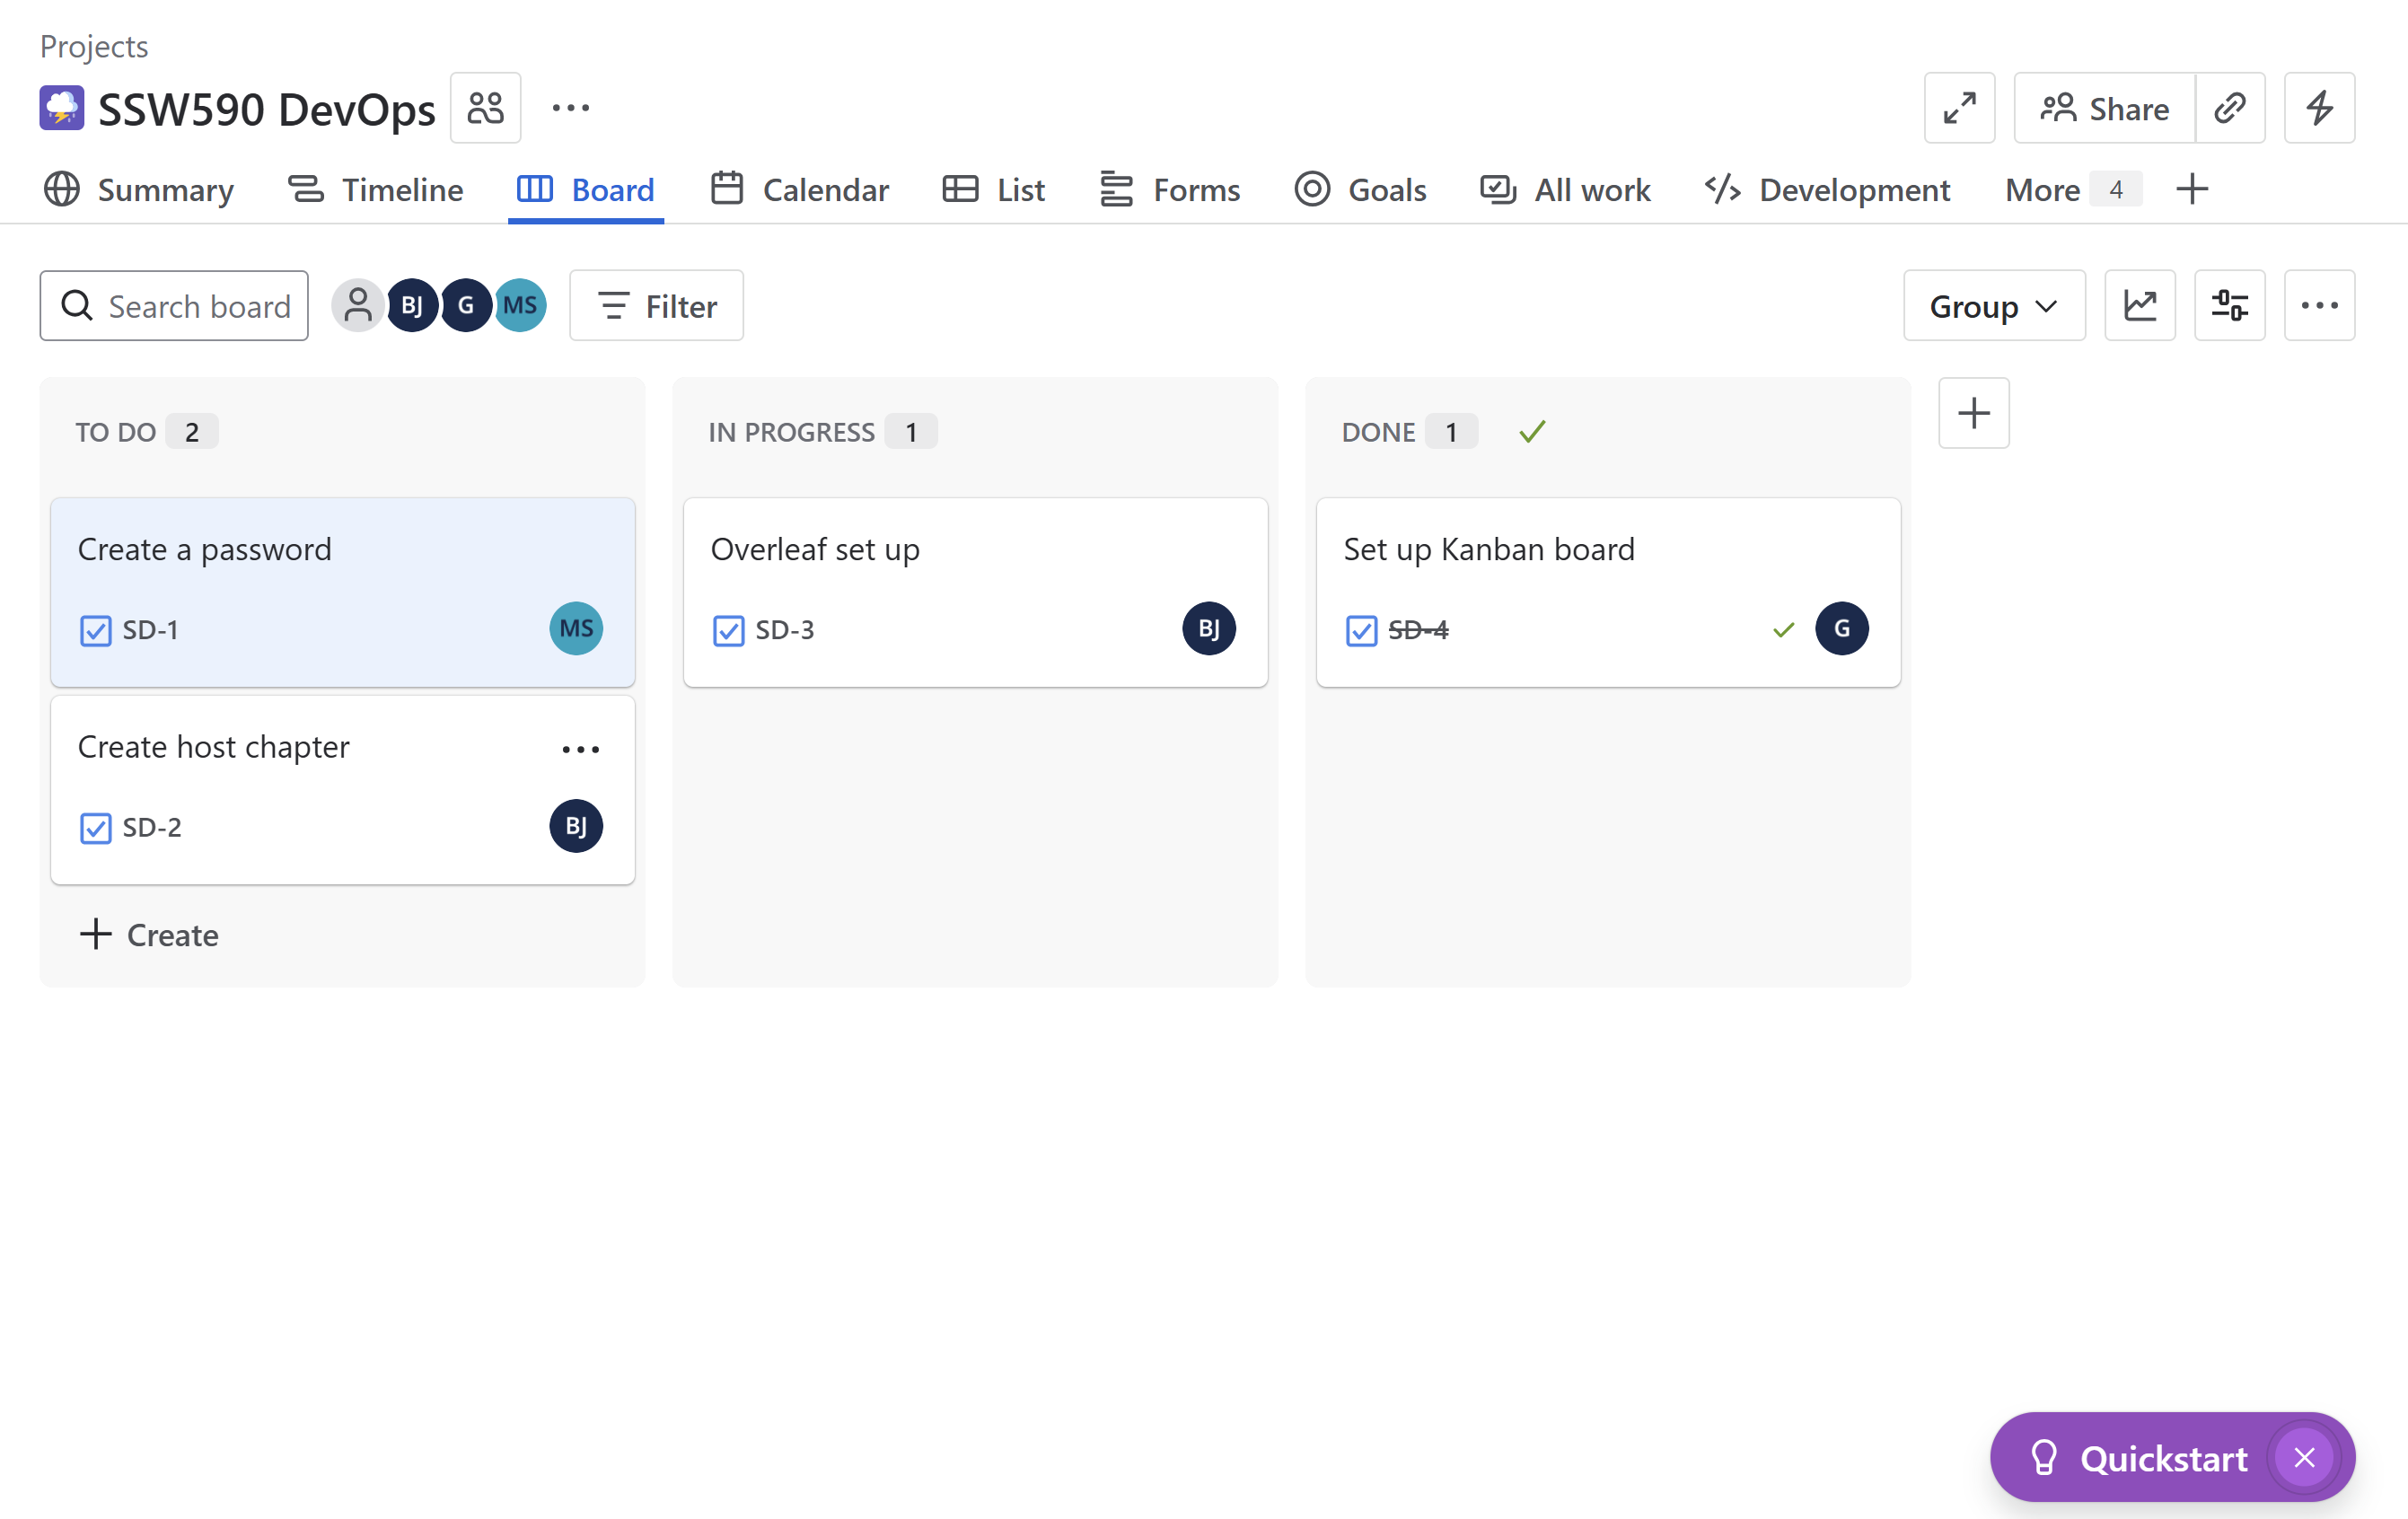 Projects
SSW590 DevOps
Share
Summary Timeline Board Calendar List Forms Goals All work Development More 4
Search board BJ G MS Filter Group
TO DO 2
Create a password
SD-1 MS
Create host chapter
SD-2 BJ
Create
IN PROGRESS 1
Overleaf set up
SD-3 BJ
DONE 1
Set up Kanban board
SD-4 G
Quickstart